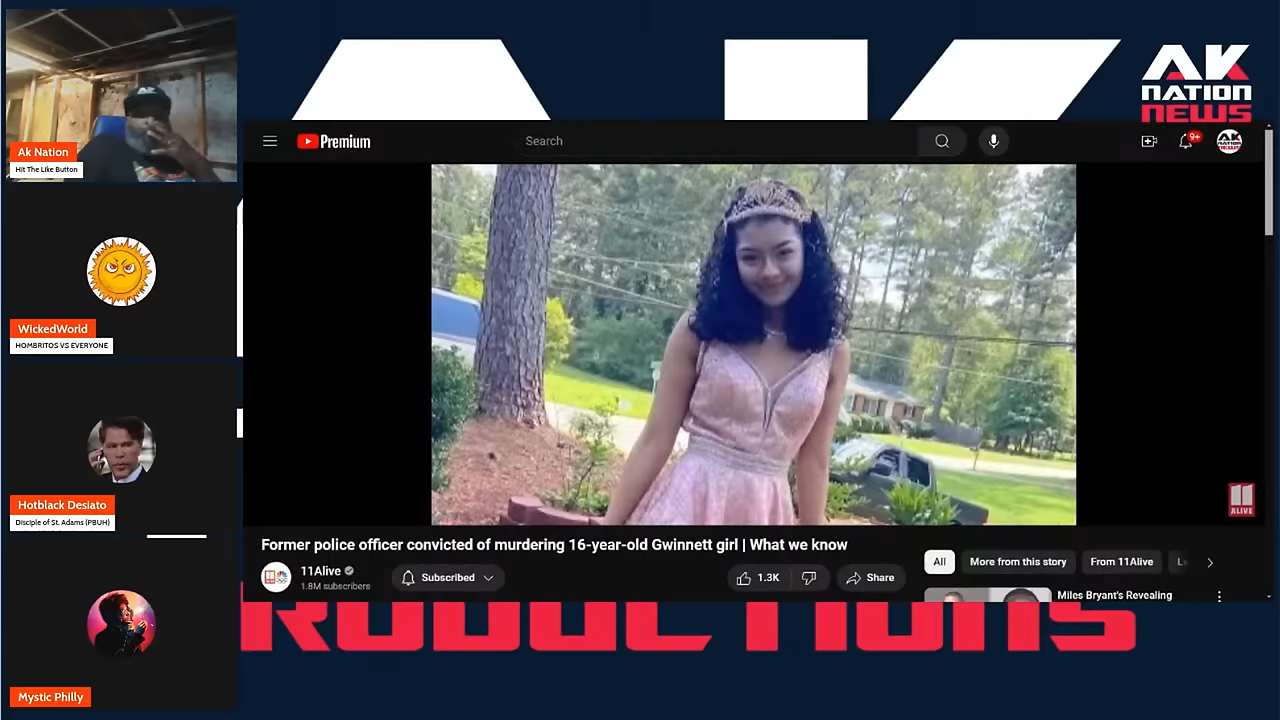 Ak Nation
Hit The Like Button
WickedWorld
HOMBRITOS VS EVERYONE
Hotblack Desiato
Disciple of St. Adams (PBUH)
Mystic Philly
AK
NATION
NEWS
Premium
Search
9+
11
ALIVE
Former police officer convicted of murdering 16-year-old Gwinnett girl | What we know
11Alive
1.8M subscribers
Subscribed
1.3K
Share
All
More from this story
From 11Alive
Miles Bryant's Revealing